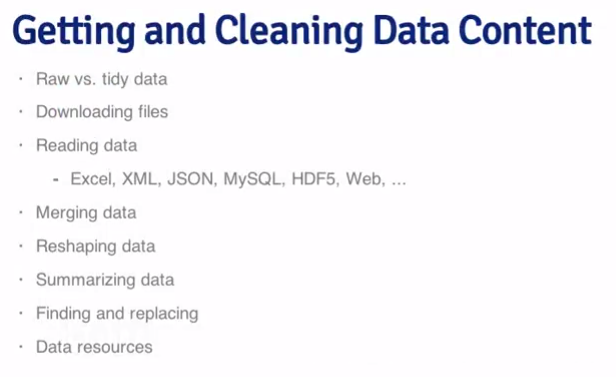 Getting and Cleaning Data Content
· Raw vs. tidy data
· Downloading files
· Reading data
- Excel, XML, JSON, MySQL, HDF5, Web, ...
· Merging data
· Reshaping data
· Summarizing data
· Finding and replacing
· Data resources